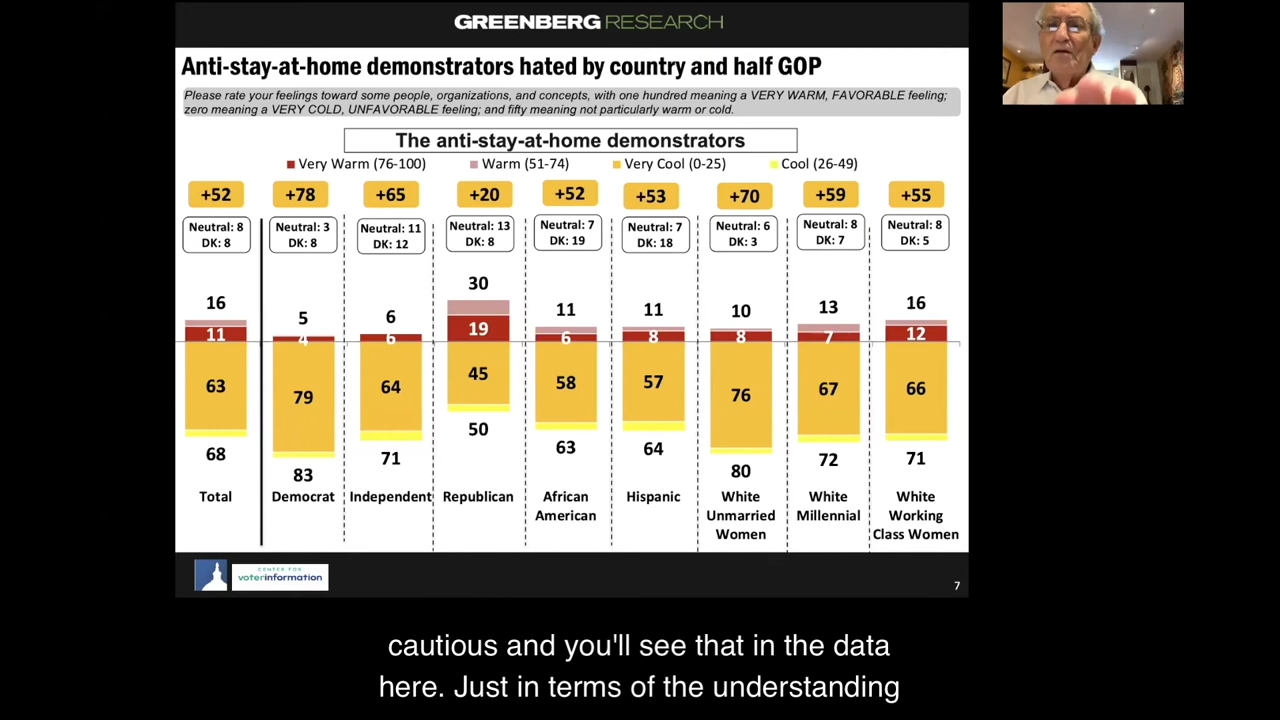 GREENBERG RESEARCH
Anti-stay-at-home demonstrators hated by country and half GOP
Please rate your feelings toward some people, organizations, and concepts, with one hundred meaning a VERY WARM, FAVORABLE feeling;
zero meaning a VERY COLD, UNFAVORABLE feeling; and fifty meaning not particularly warm or cold.
The anti-stay-at-home demonstrators
Very Warm (76-100) Warm (51-74) Very Cool (0-25) Cool (26-49)
+52 +78 +65 +20 +52 +53 +70 +59 +55
Neutral: 8 Neutral: 3 Neutral: 11 Neutral: 13 Neutral: 7 Neutral: 7 Neutral: 6 Neutral: 8 Neutral: 8
DK: 8 DK: 8 DK: 12 DK: 8 DK: 19 DK: 18 DK: 3 DK: 7 DK: 5
16 5 6 30 11 11 10 13 16
11 4 6 19 6 8 8 7 12
63 79 64 45 58 57 76 67 66
68 83 71 50 63 64 80 72 71
Total Democrat Independent Republican African Hispanic White White White
American Unmarried Millennial Working
Women Class Women
CENTER FOR
voterinformation
7
cautious and you'll see that in the data
here. Just in terms of the understanding